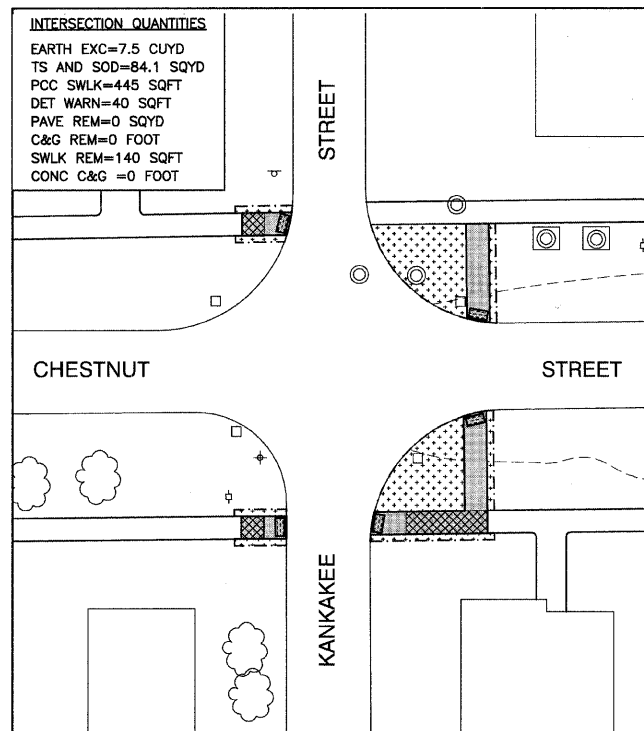 INTERSECTION QUANTITIES
EARTH EXC=7.5 CUYD
TS AND SOD=84.1 SQYD
PCC SWLK=445 SQFT
DET WARN=40 SQFT
PAVE REM=0 SQYD
C&G REM=0 FOOT
SWLK REM=140 SQFT
CONC C&G =0 FOOT
STREET
CHESTNUT
STREET
KANKAKEE